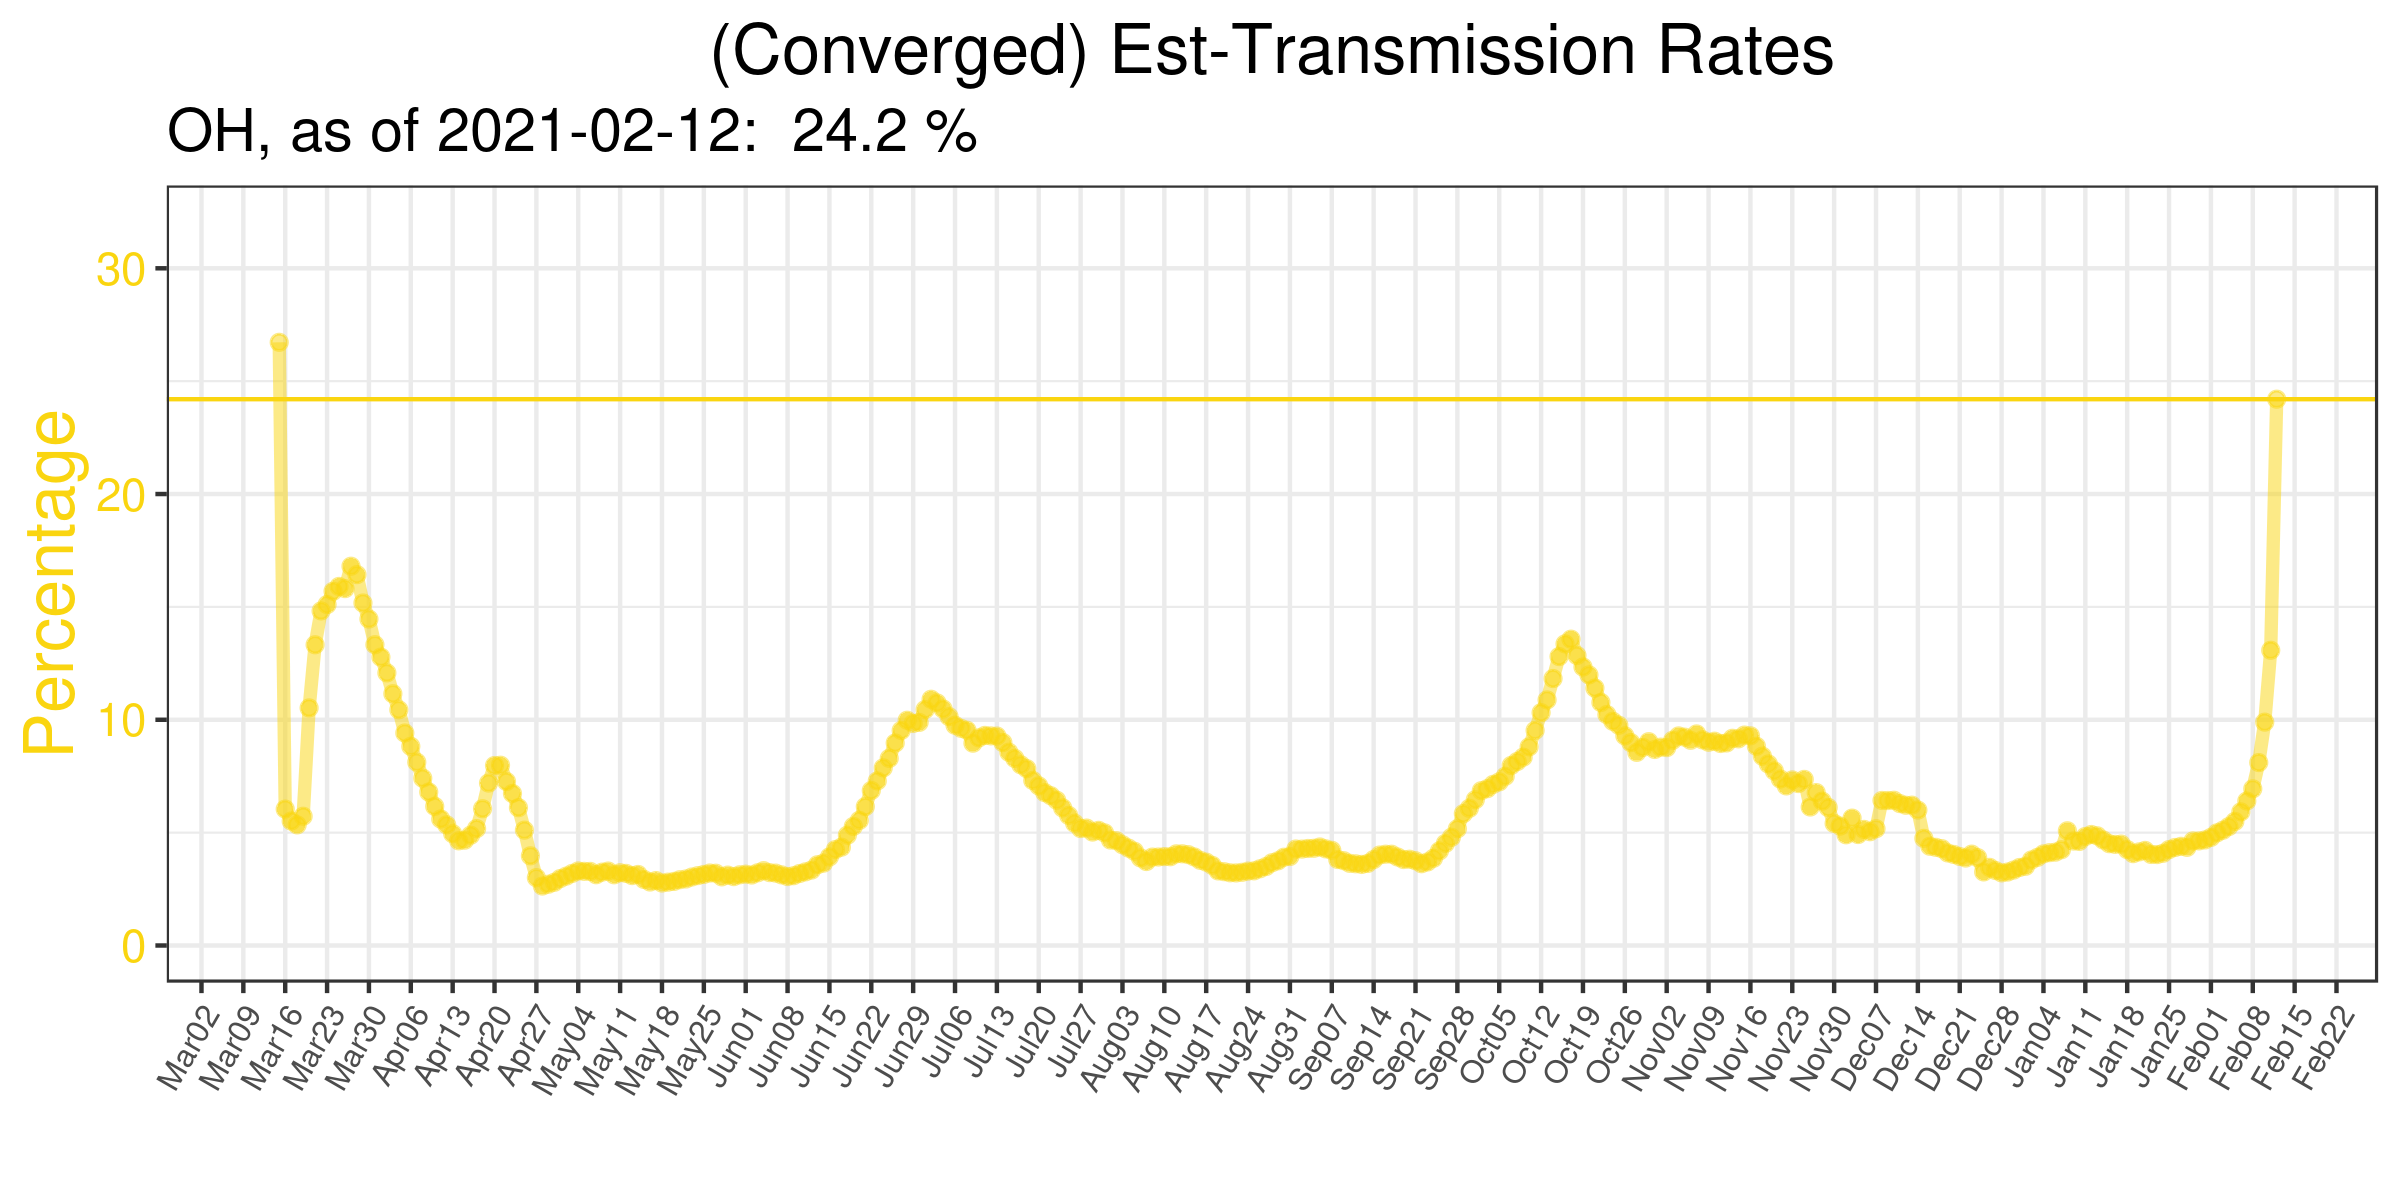 (Converged) Est-Transmission Rates
OH, as of 2021-02-12:  24.2 %
Percentage
30
20
10
0
Mar02
Mar09
Mar16
Mar23
Mar30
Apr06
Apr13
Apr20
Apr27
May04
May11
May18
May25
Jun01
Jun08
Jun15
Jun22
Jun29
Jul06
Jul13
Jul20
Jul27
Aug03
Aug10
Aug17
Aug24
Aug31
Sep07
Sep14
Sep21
Sep28
Oct05
Oct12
Oct19
Oct26
Nov02
Nov09
Nov16
Nov23
Nov30
Dec07
Dec14
Dec21
Dec28
Jan04
Jan11
Jan18
Jan25
Feb01
Feb08
Feb15
Feb22